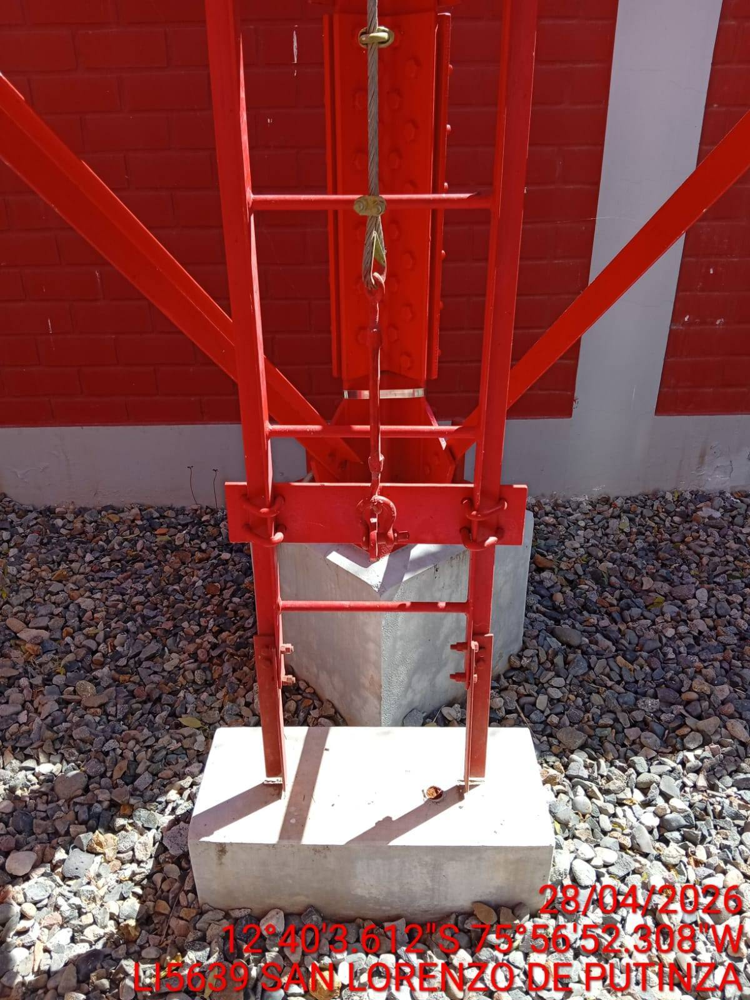 28/04/2026
12°40'3.612"S 75°56'52.308"W
LI5639 SAN LORENZO DE PUTINZA